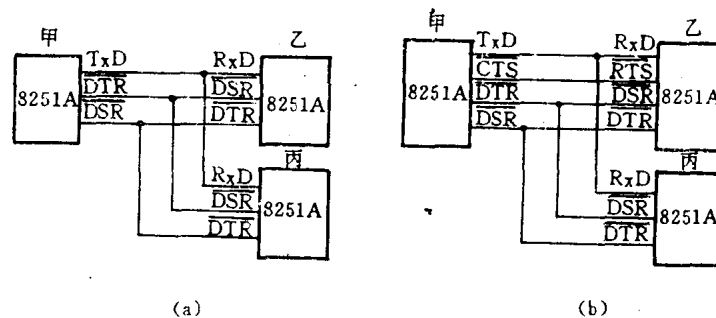 甲
8251A
TxD
DTR
DSR
RxD
DSR
DTR
乙
8251A
RxD
DSR
DTR
丙
8251A
(a)
甲
8251A
TxD
CTS
DTR
DSR
RxD
RTS
DSR
DTR
乙
8251A
RxD
DSR
DTR
丙
8251A
(b)